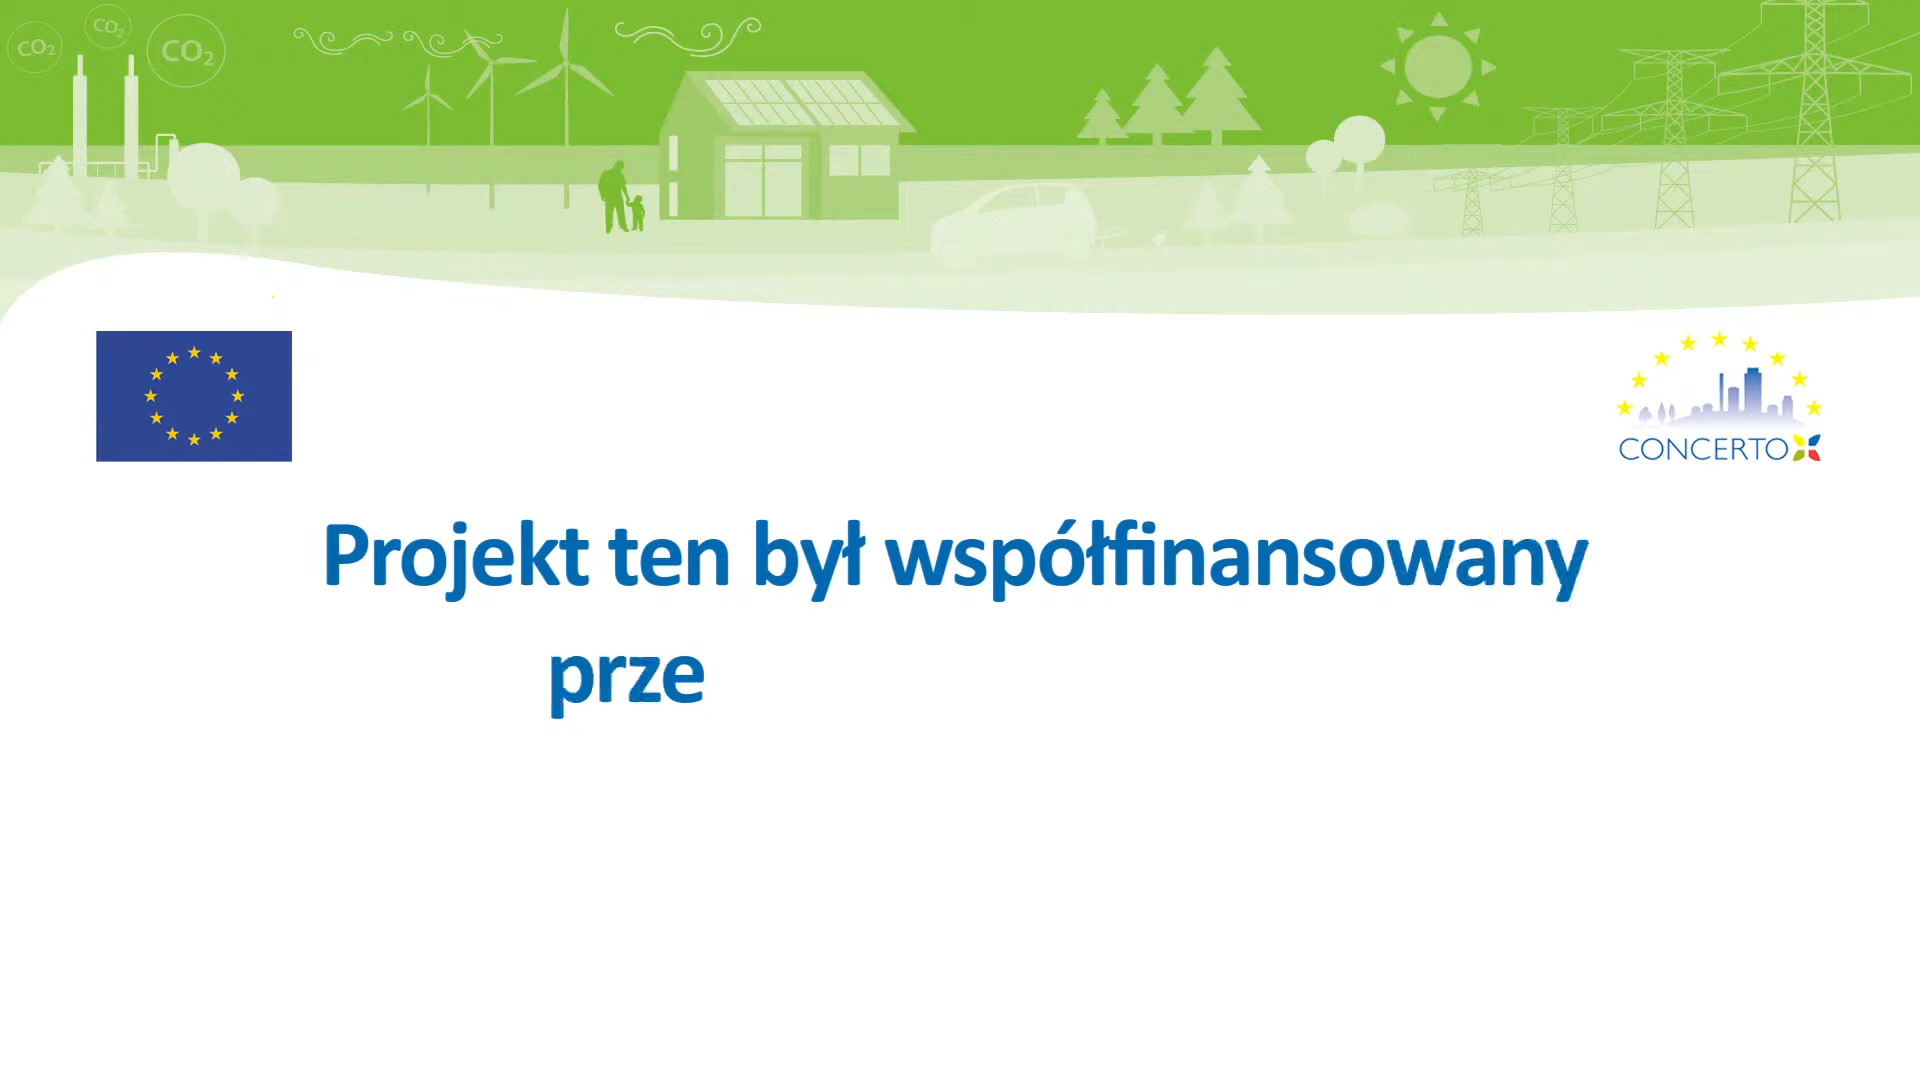 CO₂
CO₂
CO₂
CONCERTO
Projekt ten był współfinansowany
prze